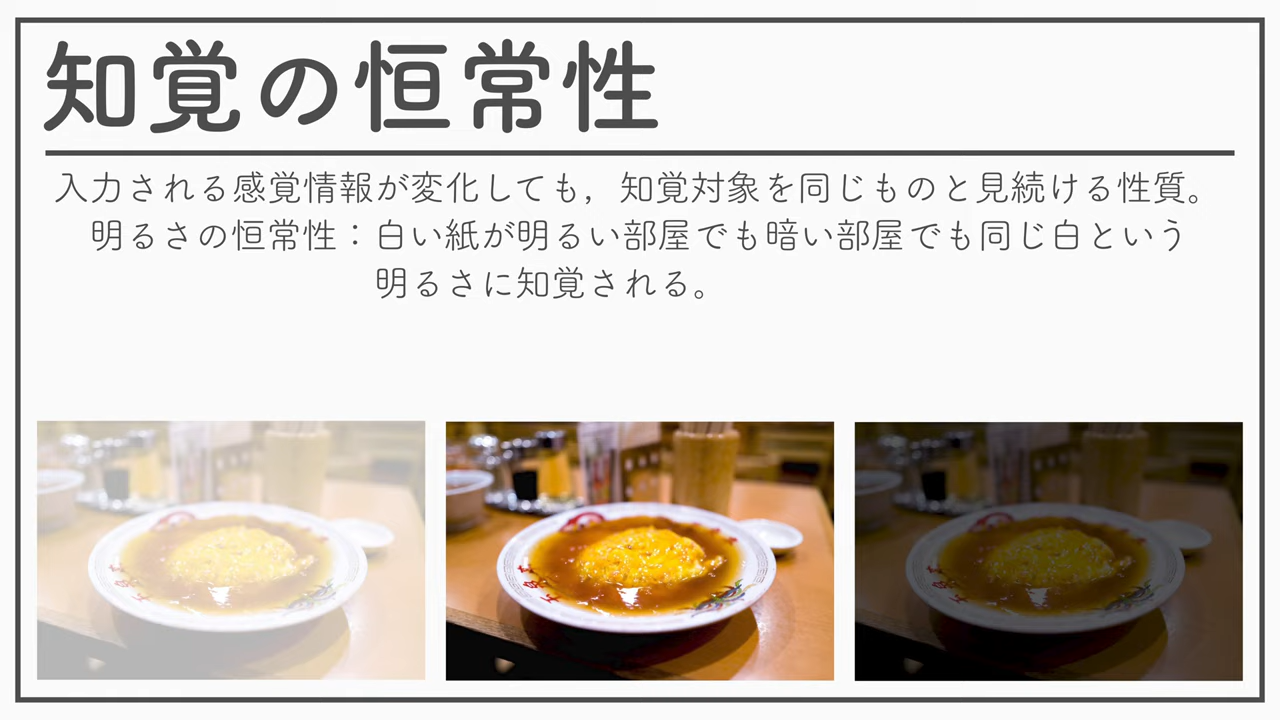 知覚の恒常性
入力される感覚情報が変化しても，知覚対象を同じものと見続ける性質。
明るさの恒常性：白い紙が明るい部屋でも暗い部屋でも同じ白という
明るさに知覚される。